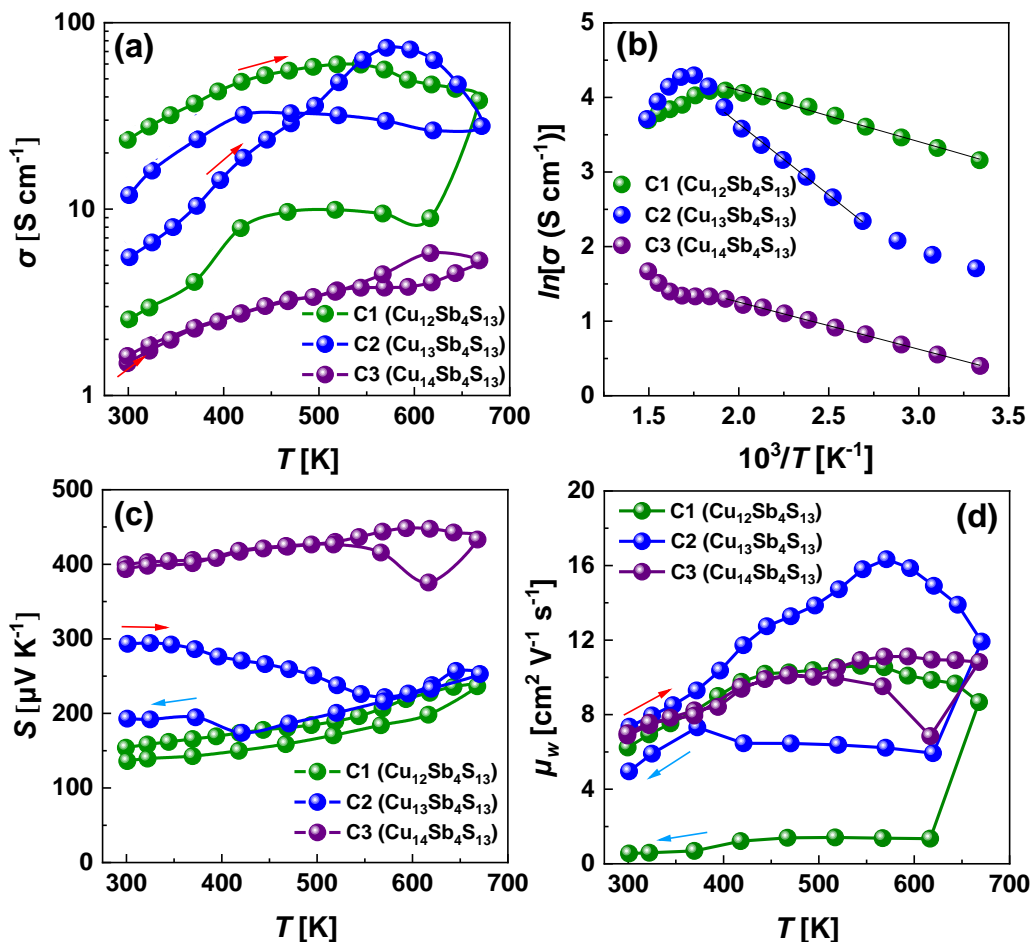 (a)
100
10
1
σ [S cm⁻¹]
C1 (Cu₁₂Sb₄S₁₃)
C2 (Cu₁₃Sb₄S₁₃)
C3 (Cu₁₄Sb₄S₁₃)
300 400 500 600 700
T [K]
(b)
5
4
3
2
1
0
ln[σ (S cm⁻¹)]
C1 (Cu₁₂Sb₄S₁₃)
C2 (Cu₁₃Sb₄S₁₃)
C3 (Cu₁₄Sb₄S₁₃)
1.5 2.0 2.5 3.0 3.5
10³/T [K⁻¹]
(c)
500
400
300
200
100
0
S [µV K⁻¹]
C1 (Cu₁₂Sb₄S₁₃)
C2 (Cu₁₃Sb₄S₁₃)
C3 (Cu₁₄Sb₄S₁₃)
300 400 500 600 700
T [K]
(d)
20
16
12
8
4
0
μw [cm² V⁻¹ s⁻¹]
C1 (Cu₁₂Sb₄S₁₃)
C2 (Cu₁₃Sb₄S₁₃)
C3 (Cu₁₄Sb₄S₁₃)
300 400 500 600 700
T [K]